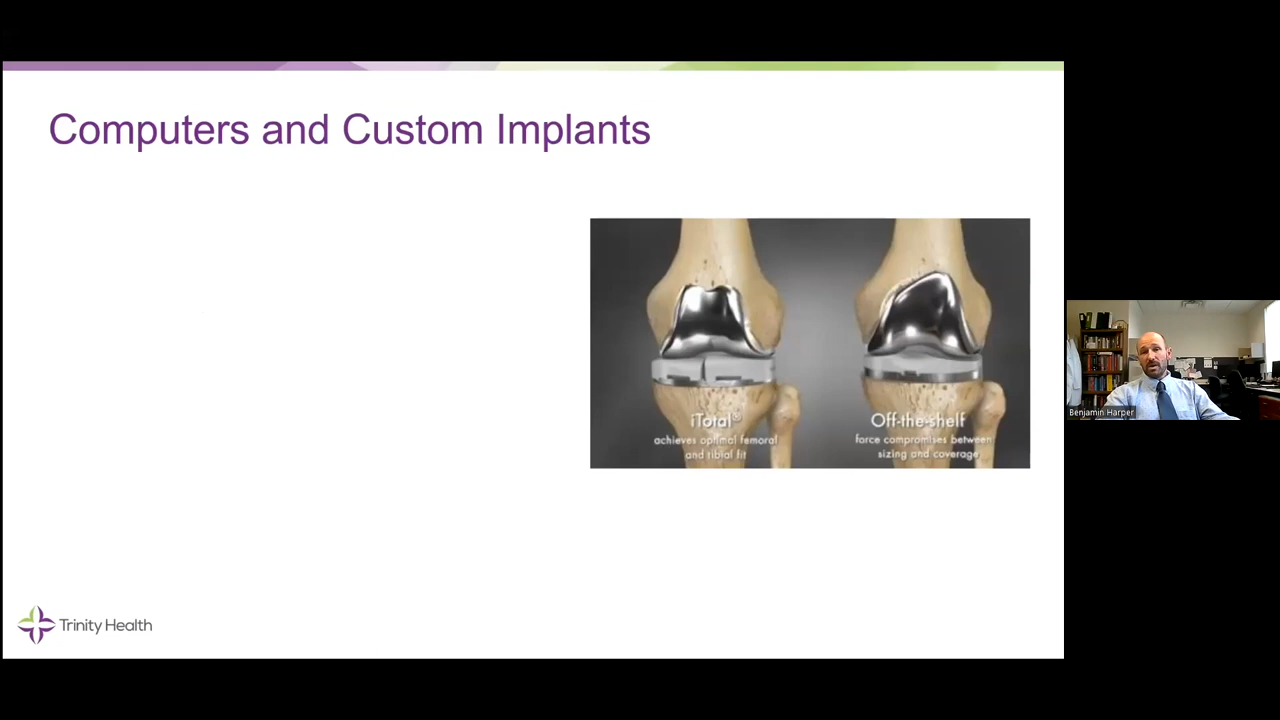 Computers and Custom Implants
iTotal®
achieves optimal femoral
and tibial fit
Off-the-shelf
force compromises between
sizing and coverage
Benjamin Harper
Trinity Health